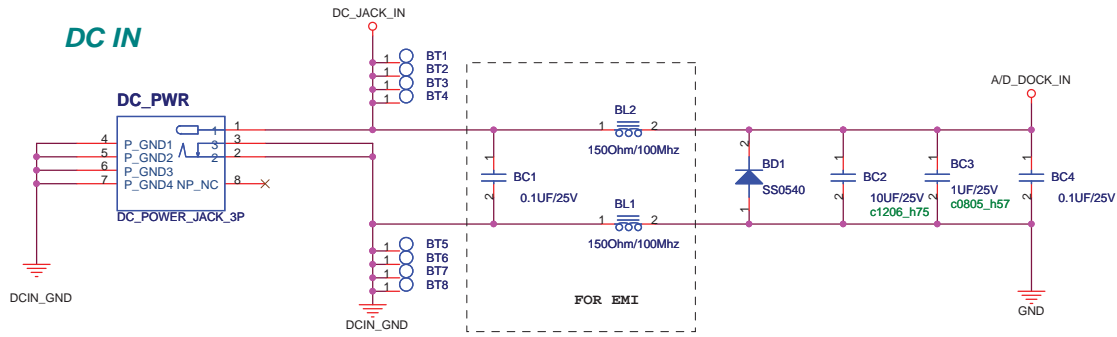 DC IN
DC_JACK_IN
1 BT1
1 BT2
1 BT3
1 BT4
A/D_DOCK_IN
DC_PWR
4 P_GND1
5 P_GND2
6 P_GND3
7 P_GND4 NP_NC 8
1 1
3 3
2 2
DC_POWER_JACK_3P
DCIN_GND
BL2
1 2
150Ohm/100Mhz
1
BC1
2
0.1UF/25V
BL1
1 2
150Ohm/100Mhz
FOR EMI
2
BD1
SS0540
1
1
BC2
2
10UF/25V
c1206_h75
1
BC3
1UF/25V
2
c0805_h57
1
BC4
2
0.1UF/25V
1 BT5
1 BT6
1 BT7
1 BT8
DCIN_GND
GND